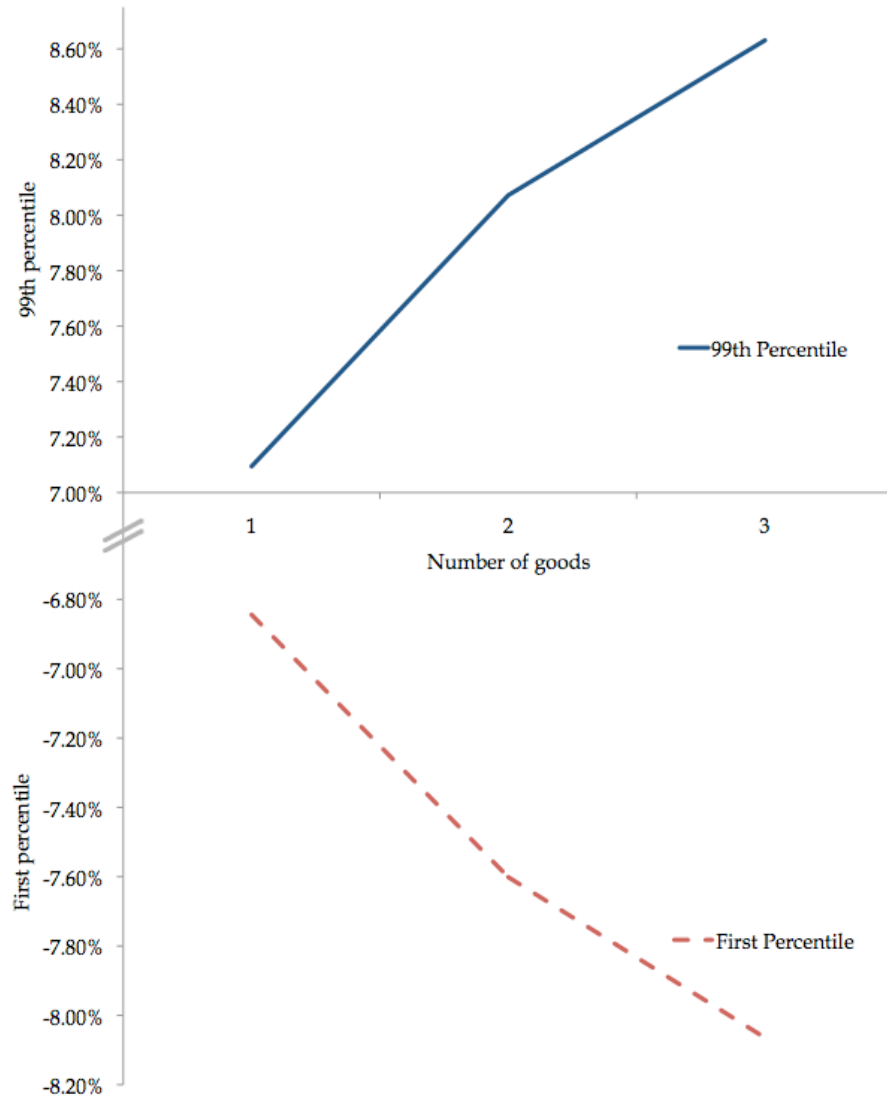 8.60%
8.40%
8.20%
8.00%
7.80%
7.60%
7.40%
7.20%
7.00%
99th percentile
99th Percentile
1 2 3
Number of goods
-6.80%
-7.00%
-7.20%
-7.40%
-7.60%
-7.80%
-8.00%
-8.20%
First percentile
First Percentile